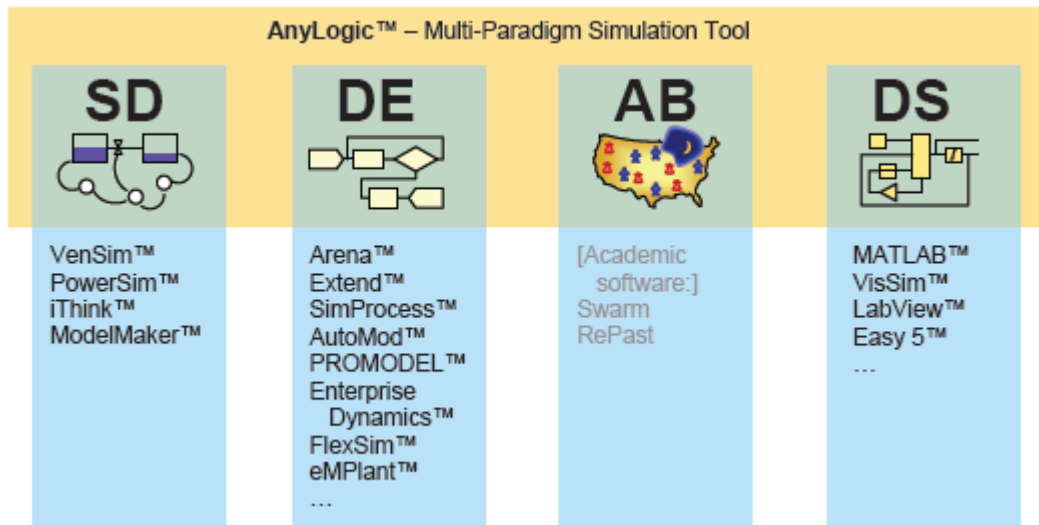 AnyLogic™ – Multi-Paradigm Simulation Tool
SD
VenSim™
PowerSim™
iThink™
ModelMaker™
DE
Arena™
Extend™
SimProcess™
AutoMod™
PROMODEL™
Enterprise
Dynamics™
FlexSim™
eMPlant™
...
AB
[Academic
software:]
Swarm
RePast
DS
MATLAB™
VisSim™
LabView™
Easy 5™
...